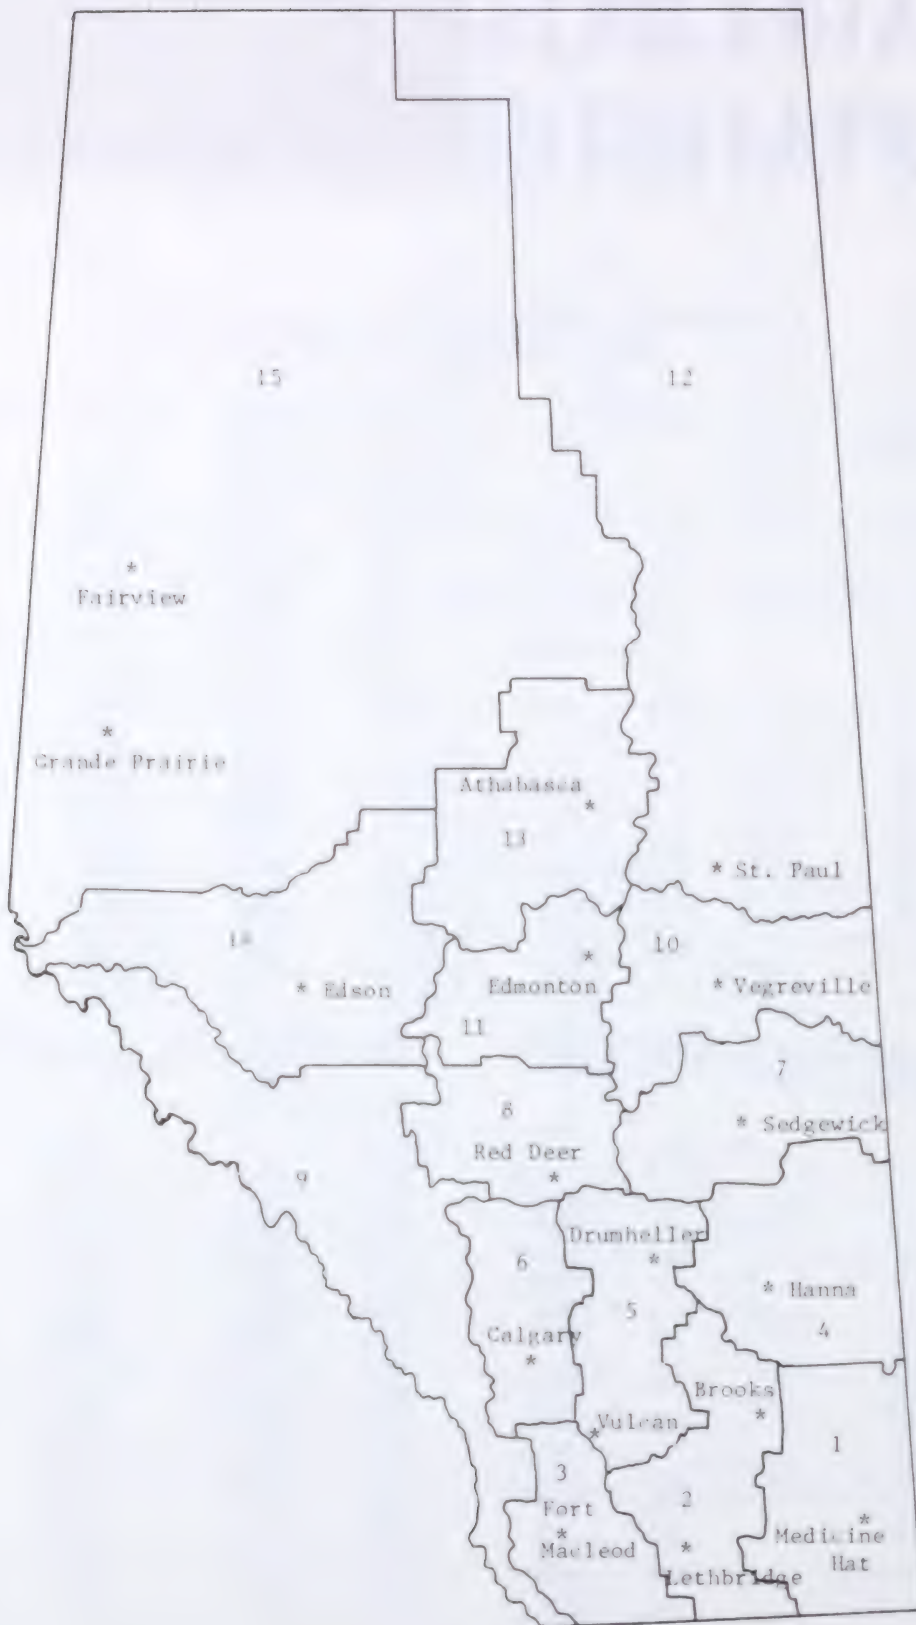 15
12
*
Fairview
*
Grande Prairie
Athabasca
*
13
* St. Paul
14
10
*
* Edson
Edmonton
* Vegreville
11
7
8
* Sedgewick
Red Deer
*
9
Drumheller
6
*
* Hanna
5
4
Calgary
*
Brooks
*
Vulcan
*
1
3
2
Fort
*
*
Macleod
*
Medicine
Hat
Lethbridge